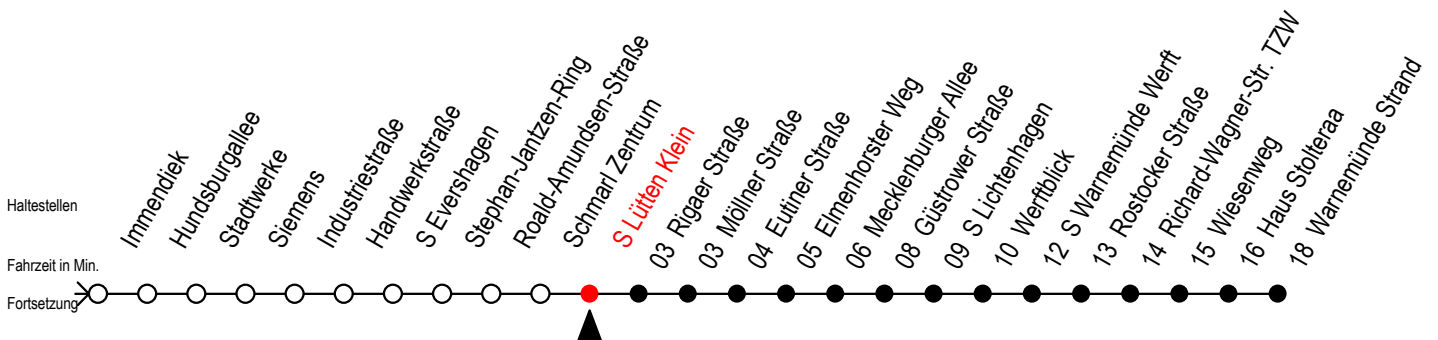 Haltestellen
Fahrzeit in Min.
Fortsetzung
Immendiek
Hundsburgallee
Stadtwerke
Siemens
Industriestraße
Handwerkstraße
S Evershagen
Stephan-Jantzen-Ring
Roald-Amundsen-Straße
Schmarl Zentrum
S Lütten Klein
03 Rigaer Straße
03 Möllner Straße
04 Eutiner Straße
05 Elmenhorster Weg
06 Mecklenburger Allee
08 Güstrower Straße
09 S Lichtenhagen
10 Werftblick
12 S Warnemünde Werft
13 Rostocker Straße
14 Richard-Wagner-Str. TZW
15 Wiesenweg
16 Haus Stolteraa
18 Warnemünde Strand